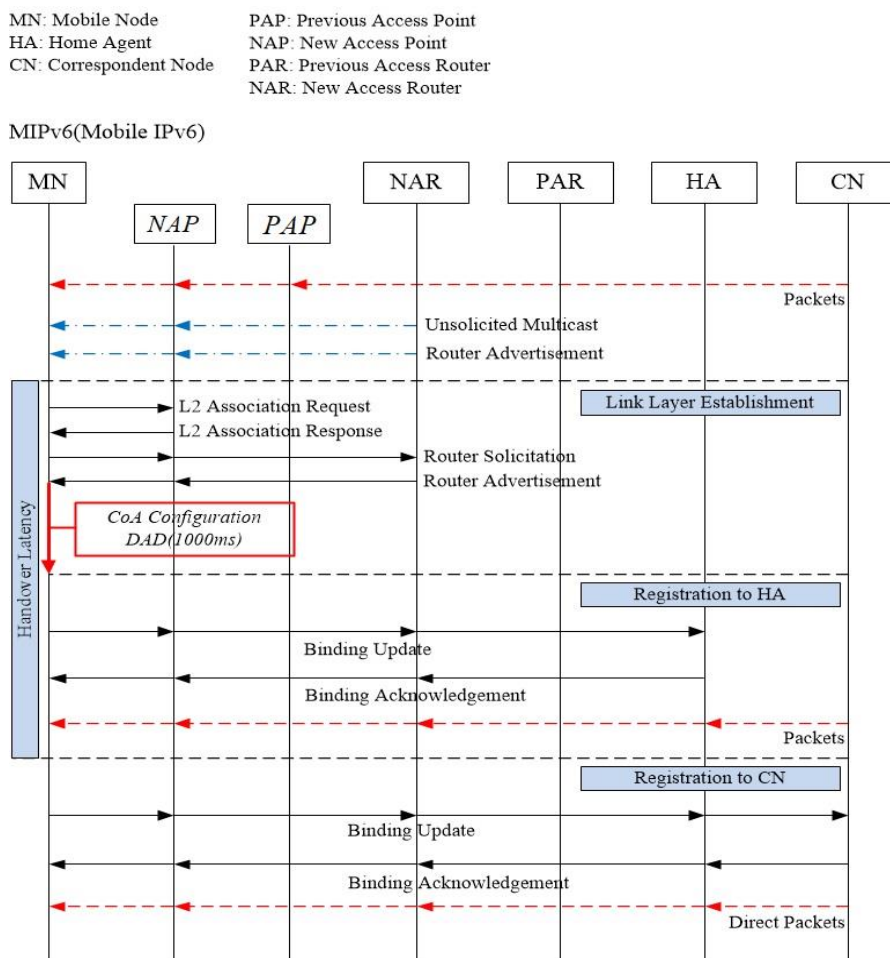 MN: Mobile Node
HA: Home Agent
CN: Correspondent Node
PAP: Previous Access Point
NAP: New Access Point
PAR: Previous Access Router
NAR: New Access Router
MIPv6(Mobile IPv6)
MN
NAR
PAR
HA
CN
NAP
PAP
Packets
Unsolicited Multicast
Router Advertisement
Handover Latency
Link Layer Establishment
L2 Association Request
L2 Association Response
Router Solicitation
Router Advertisement
CoA Configuration
DAD(1000ms)
Registration to HA
Binding Update
Binding Acknowledgement
Packets
Registration to CN
Binding Update
Binding Acknowledgement
Direct Packets